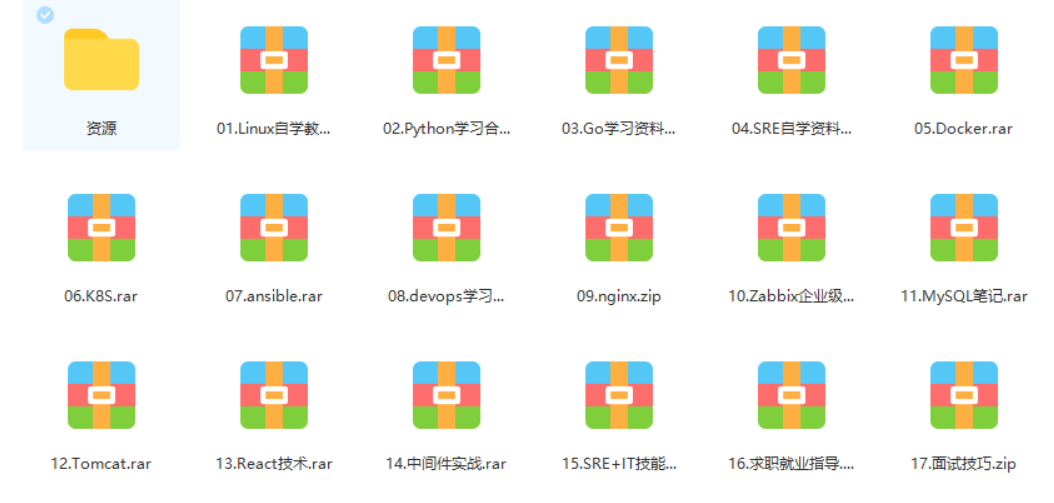 资源
01.Linux自学教...
02.Python学习合...
03.Go学习资料...
04.SRE自学资料...
05.Docker.rar
06.K8S.rar
07.ansible.rar
08.devops学习...
09.nginx.zip
10.Zabbix企业级...
11.MySQL笔记.rar
12.Tomcat.rar
13.React技术.rar
14.中间件实战.rar
15.SRE+IT技能...
16.求职就业指导....
17.面试技巧.zip